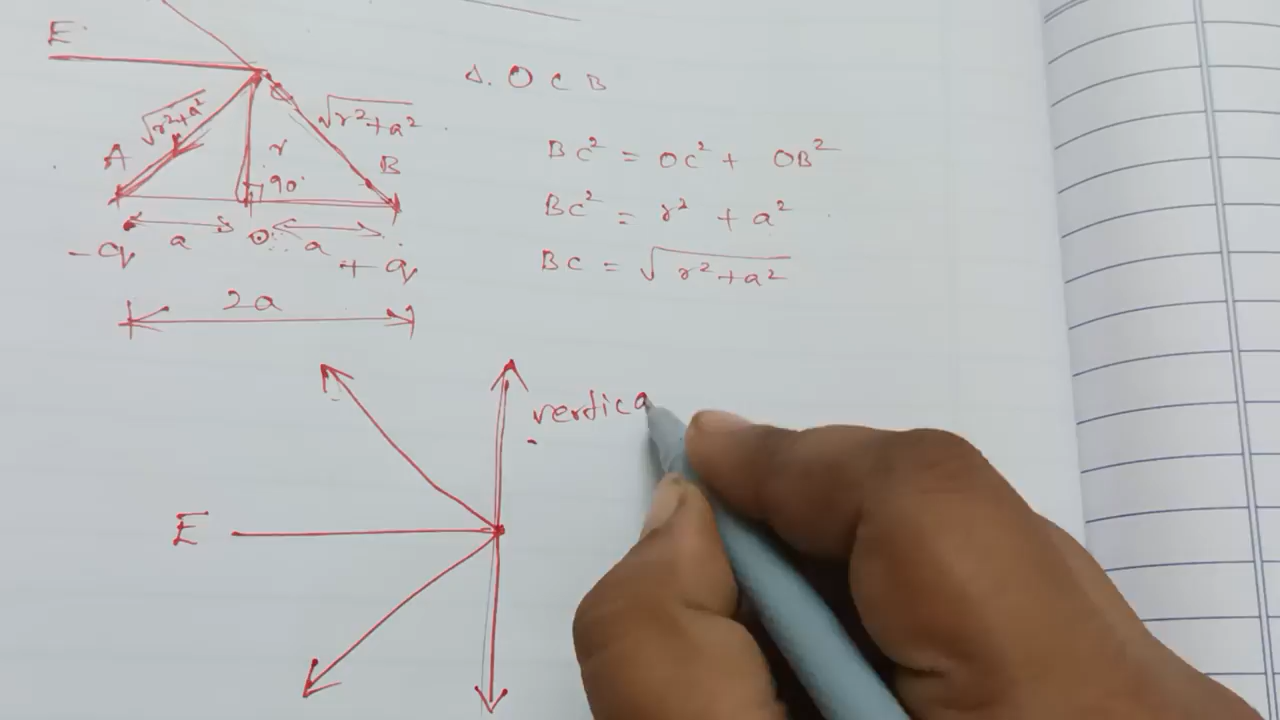 E
Δ. O C B
√r²+a²
√r²+a²
C
A
r
B
90°
BC² = OC² + OB²
BC² = r² + a²
BC = √r²+a²
a
O
a
-q
+q
2a
vertica
E